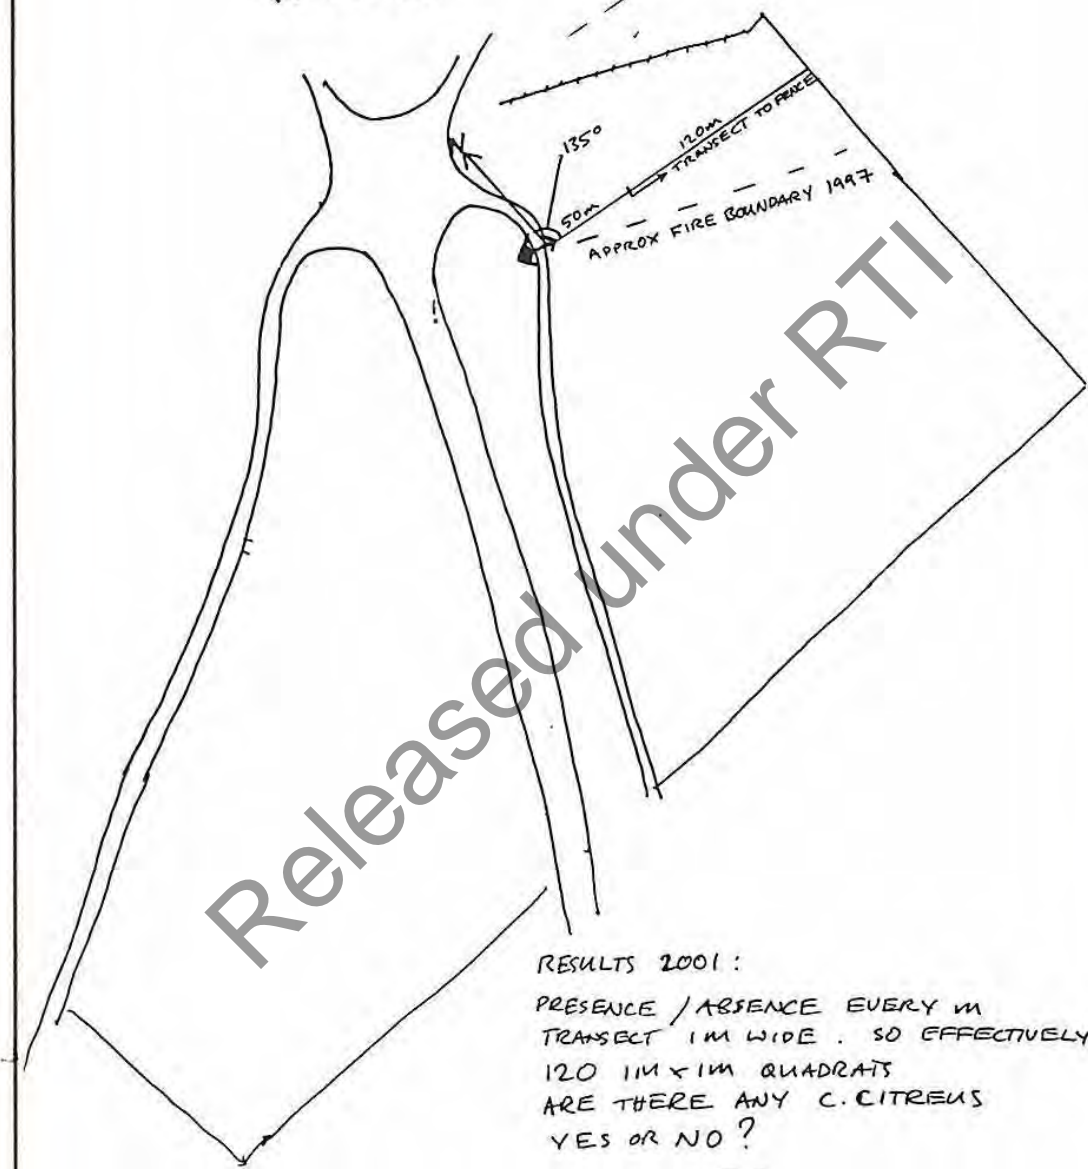 135°
120m
TRANSECT TO FENCE
50m
APPROX FIRE BOUNDARY 1997
Released under RTI
RESULTS 2001:
PRESENCE / ABSENCE EVERY m
TRANSECT 1M WIDE. SO EFFECTIVELY
120 1M x 1M QUADRATS
ARE THERE ANY C. CITREUS
YES OR NO?